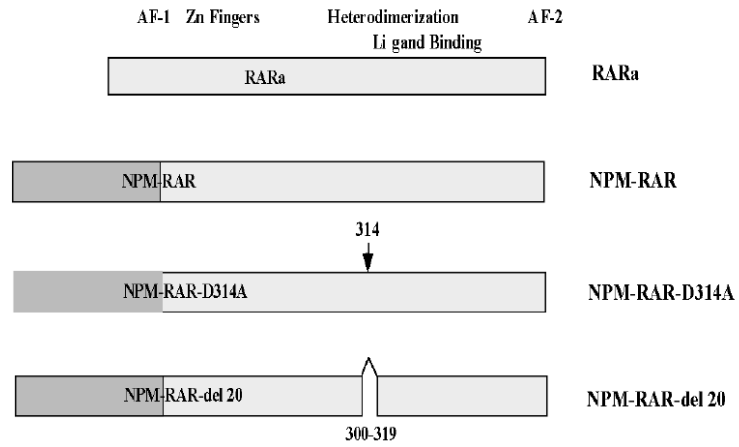 AF-1 Zn Fingers Heterodimerization AF-2
Li gand Binding
RARa RARa
NPM-RAR NPM-RAR
314
NPM-RAR-D314A NPM-RAR-D314A
NPM-RAR-del 20 NPM-RAR-del 20
300-319